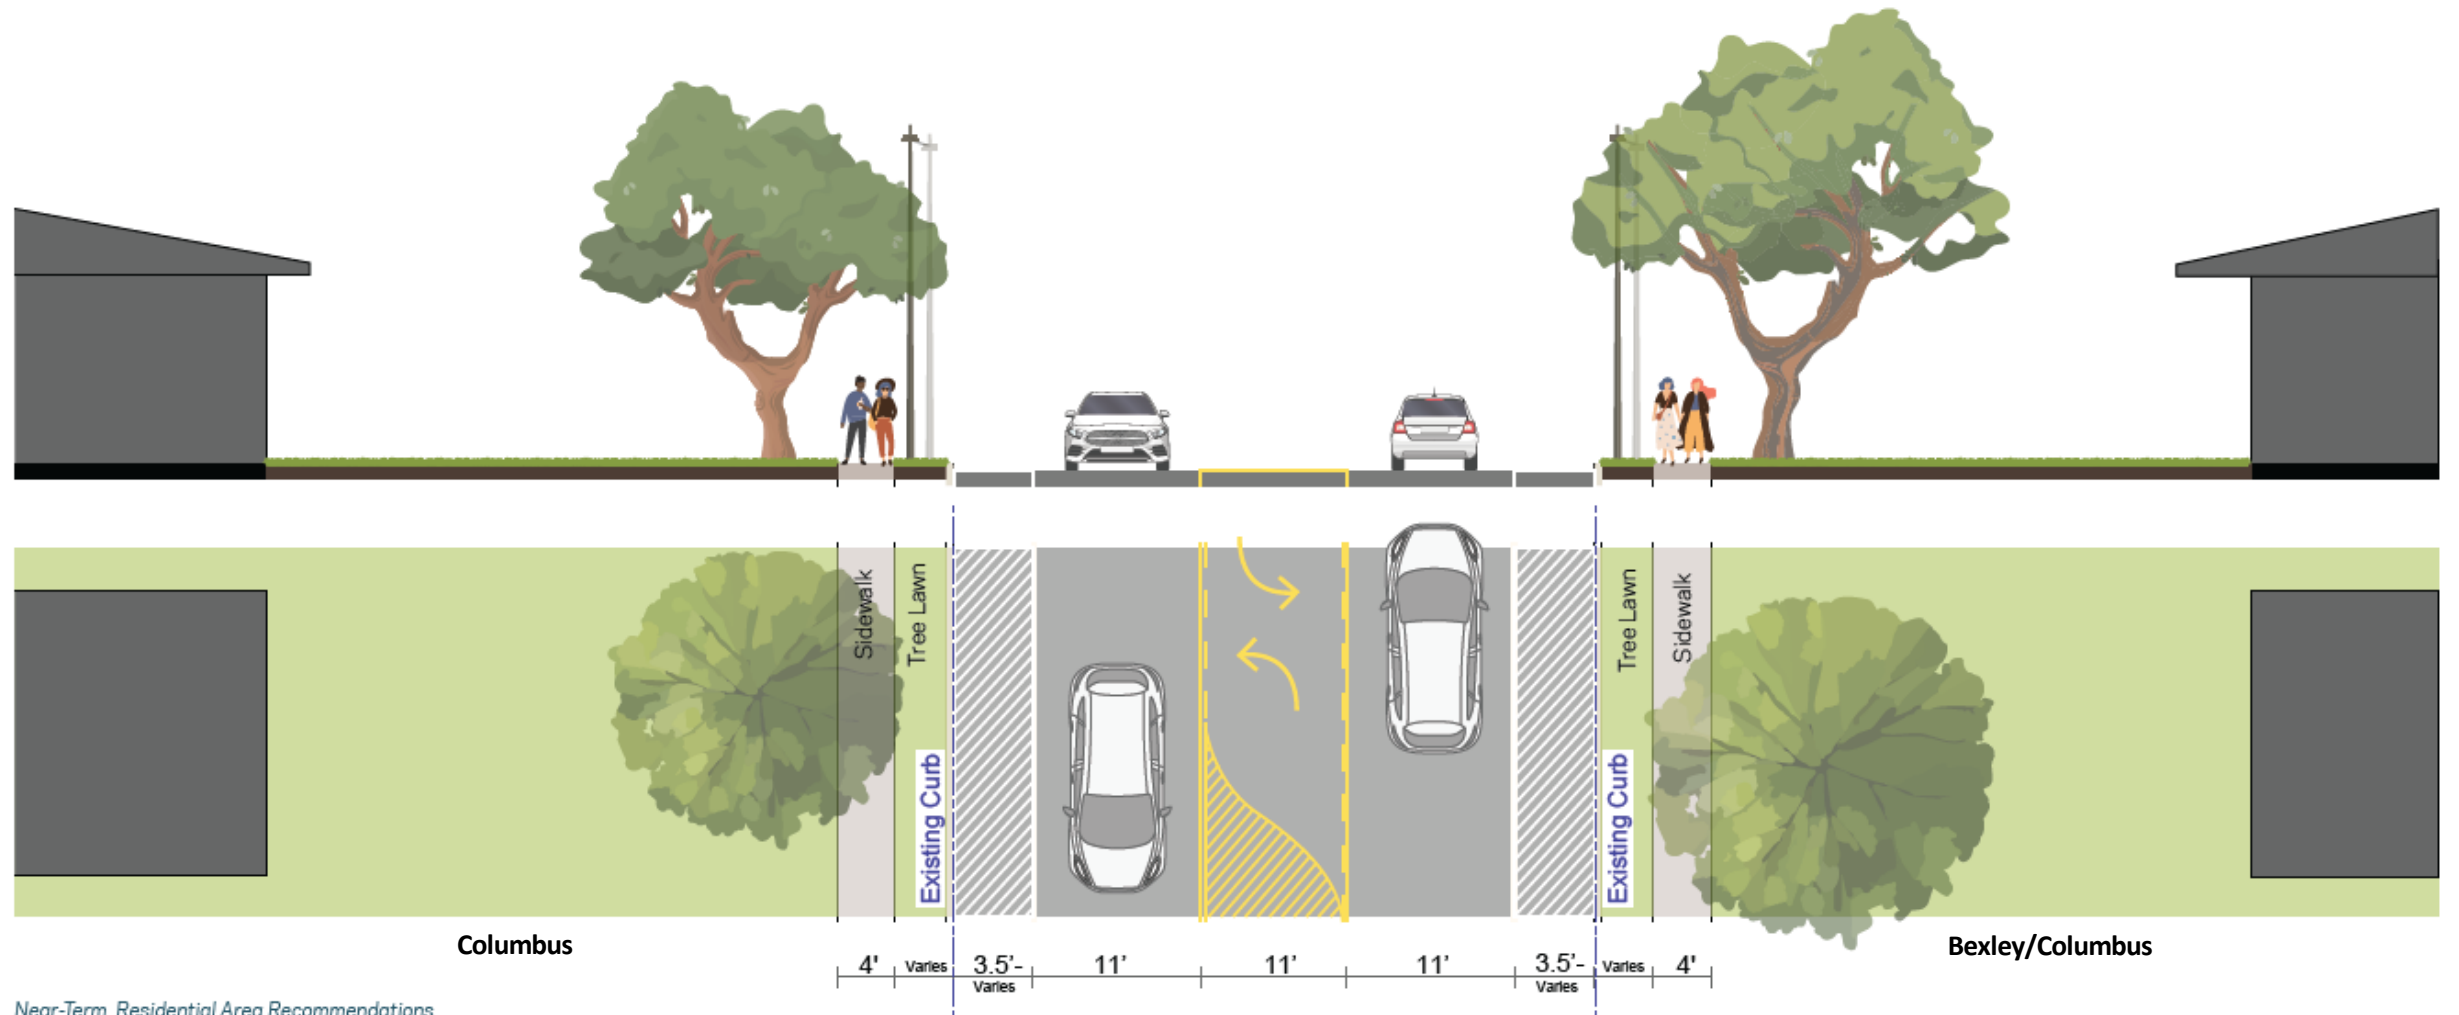 Sidewalk
Tree Lawn
Existing Curb
Existing Curb
Tree Lawn
Sidewalk
Columbus
Bexley/Columbus
4'
Varies
3.5'-
Varies
11'
11'
11'
3.5'-
Varies
Varies
4'
Near-Term, Residential Area Recommendations